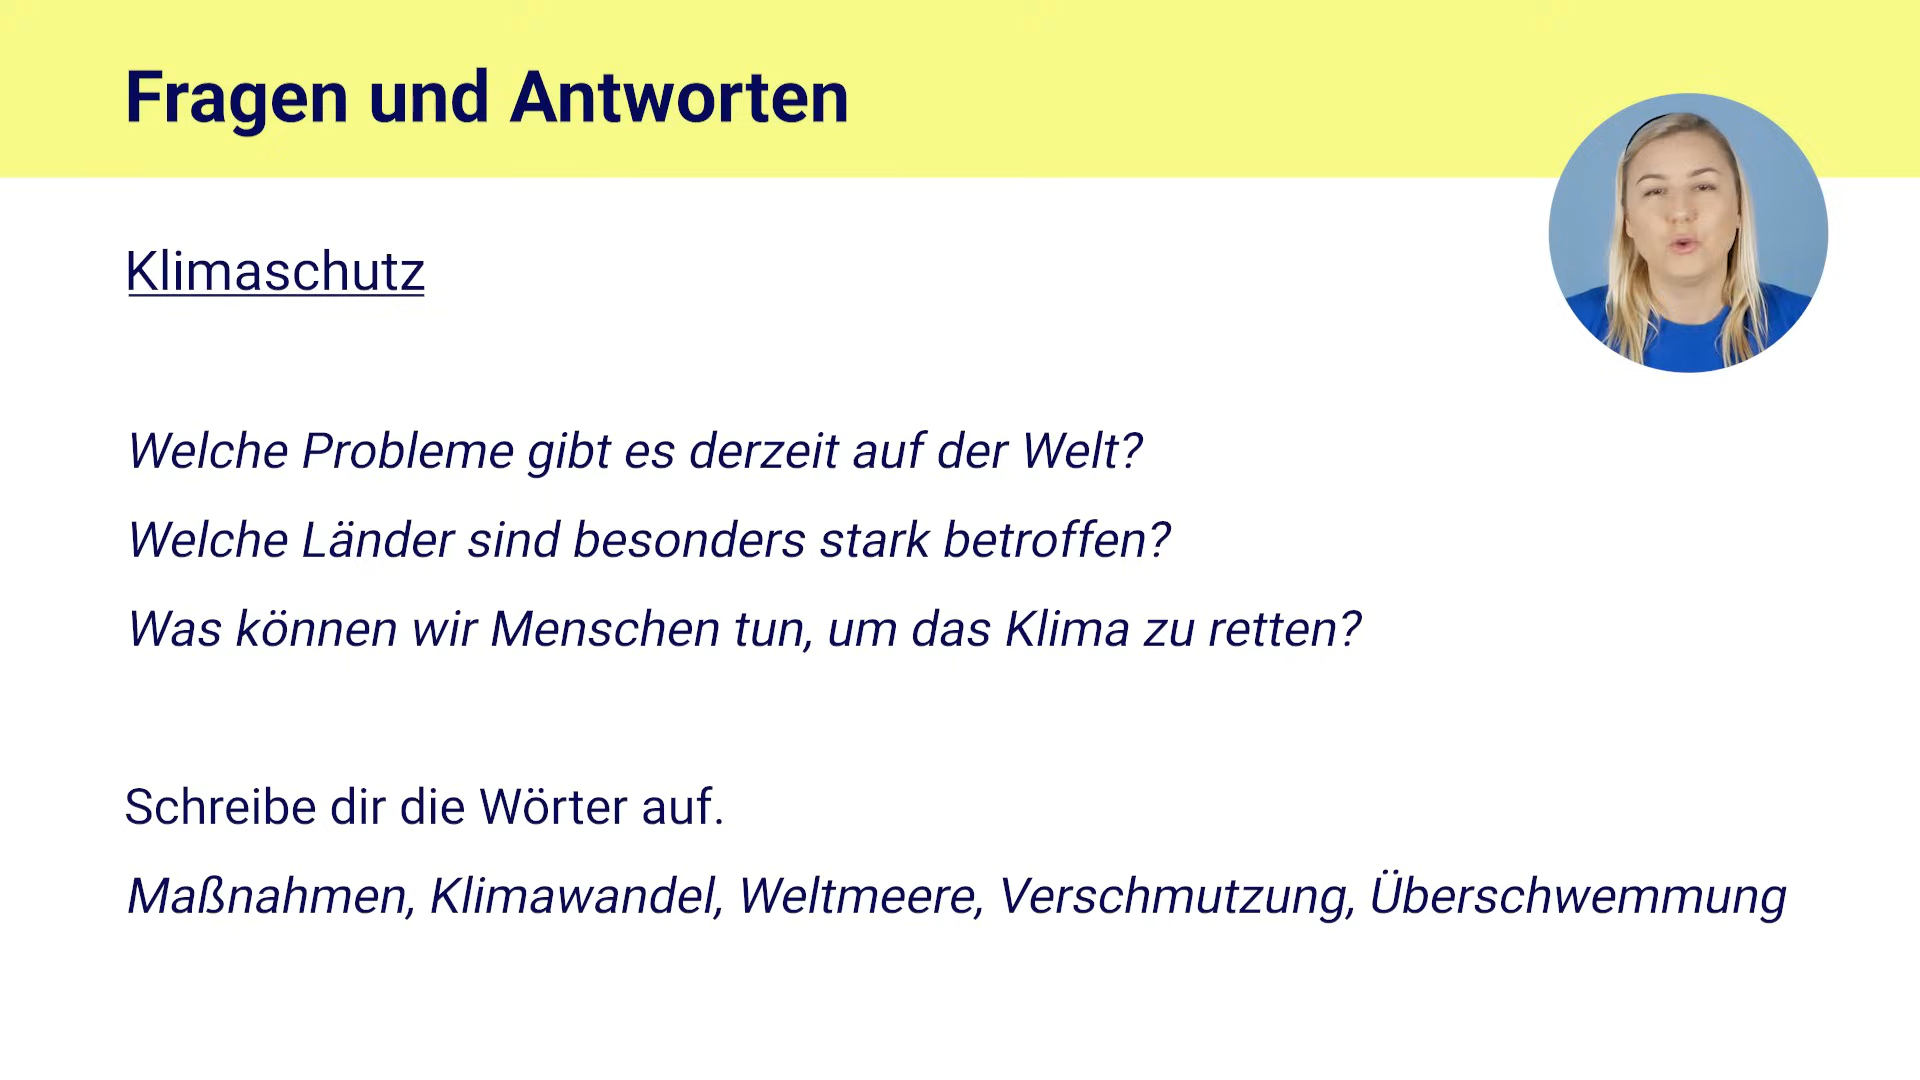 Fragen und Antworten
Klimaschutz
Welche Probleme gibt es derzeit auf der Welt?
Welche Länder sind besonders stark betroffen?
Was können wir Menschen tun, um das Klima zu retten?
Schreibe dir die Wörter auf.
Maßnahmen, Klimawandel, Weltmeere, Verschmutzung, Überschwemmung